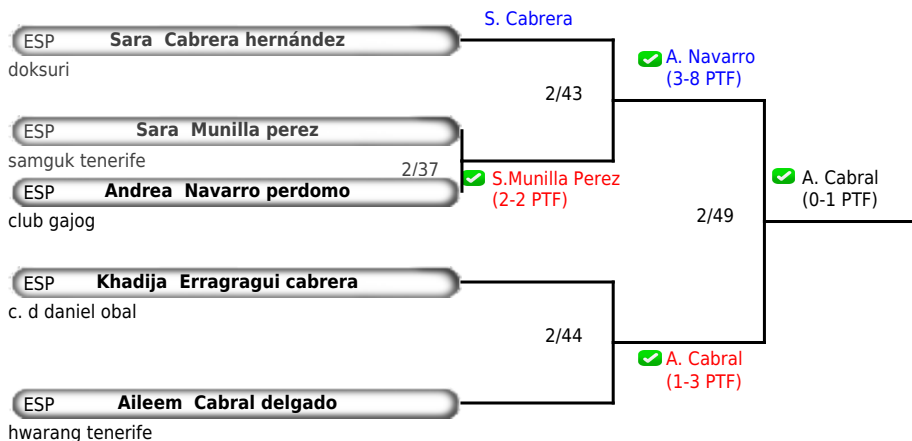 S. Cabrera
ESP Sara Cabrera hernández
doksuri
A. Navarro
(3-8 PTF)
2/43
ESP Sara Munilla perez
samguk tenerife
2/37
S.Munilla Perez
(2-2 PTF)
ESP Andrea Navarro perdomo
club gajog
A. Cabral
(0-1 PTF)
2/49
ESP Khadija Erragragui cabrera
c. d daniel obal
2/44
A. Cabral
(1-3 PTF)
ESP Aileem Cabral delgado
hwarang tenerife